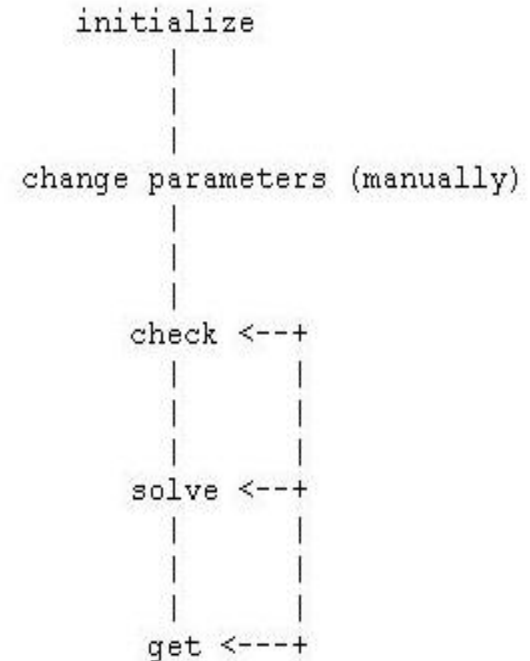 initialize
|
|
|
change parameters (manually)
|
|
|
check <--+
| |
| |
| |
solve <--+
| |
| |
| |
get <----+